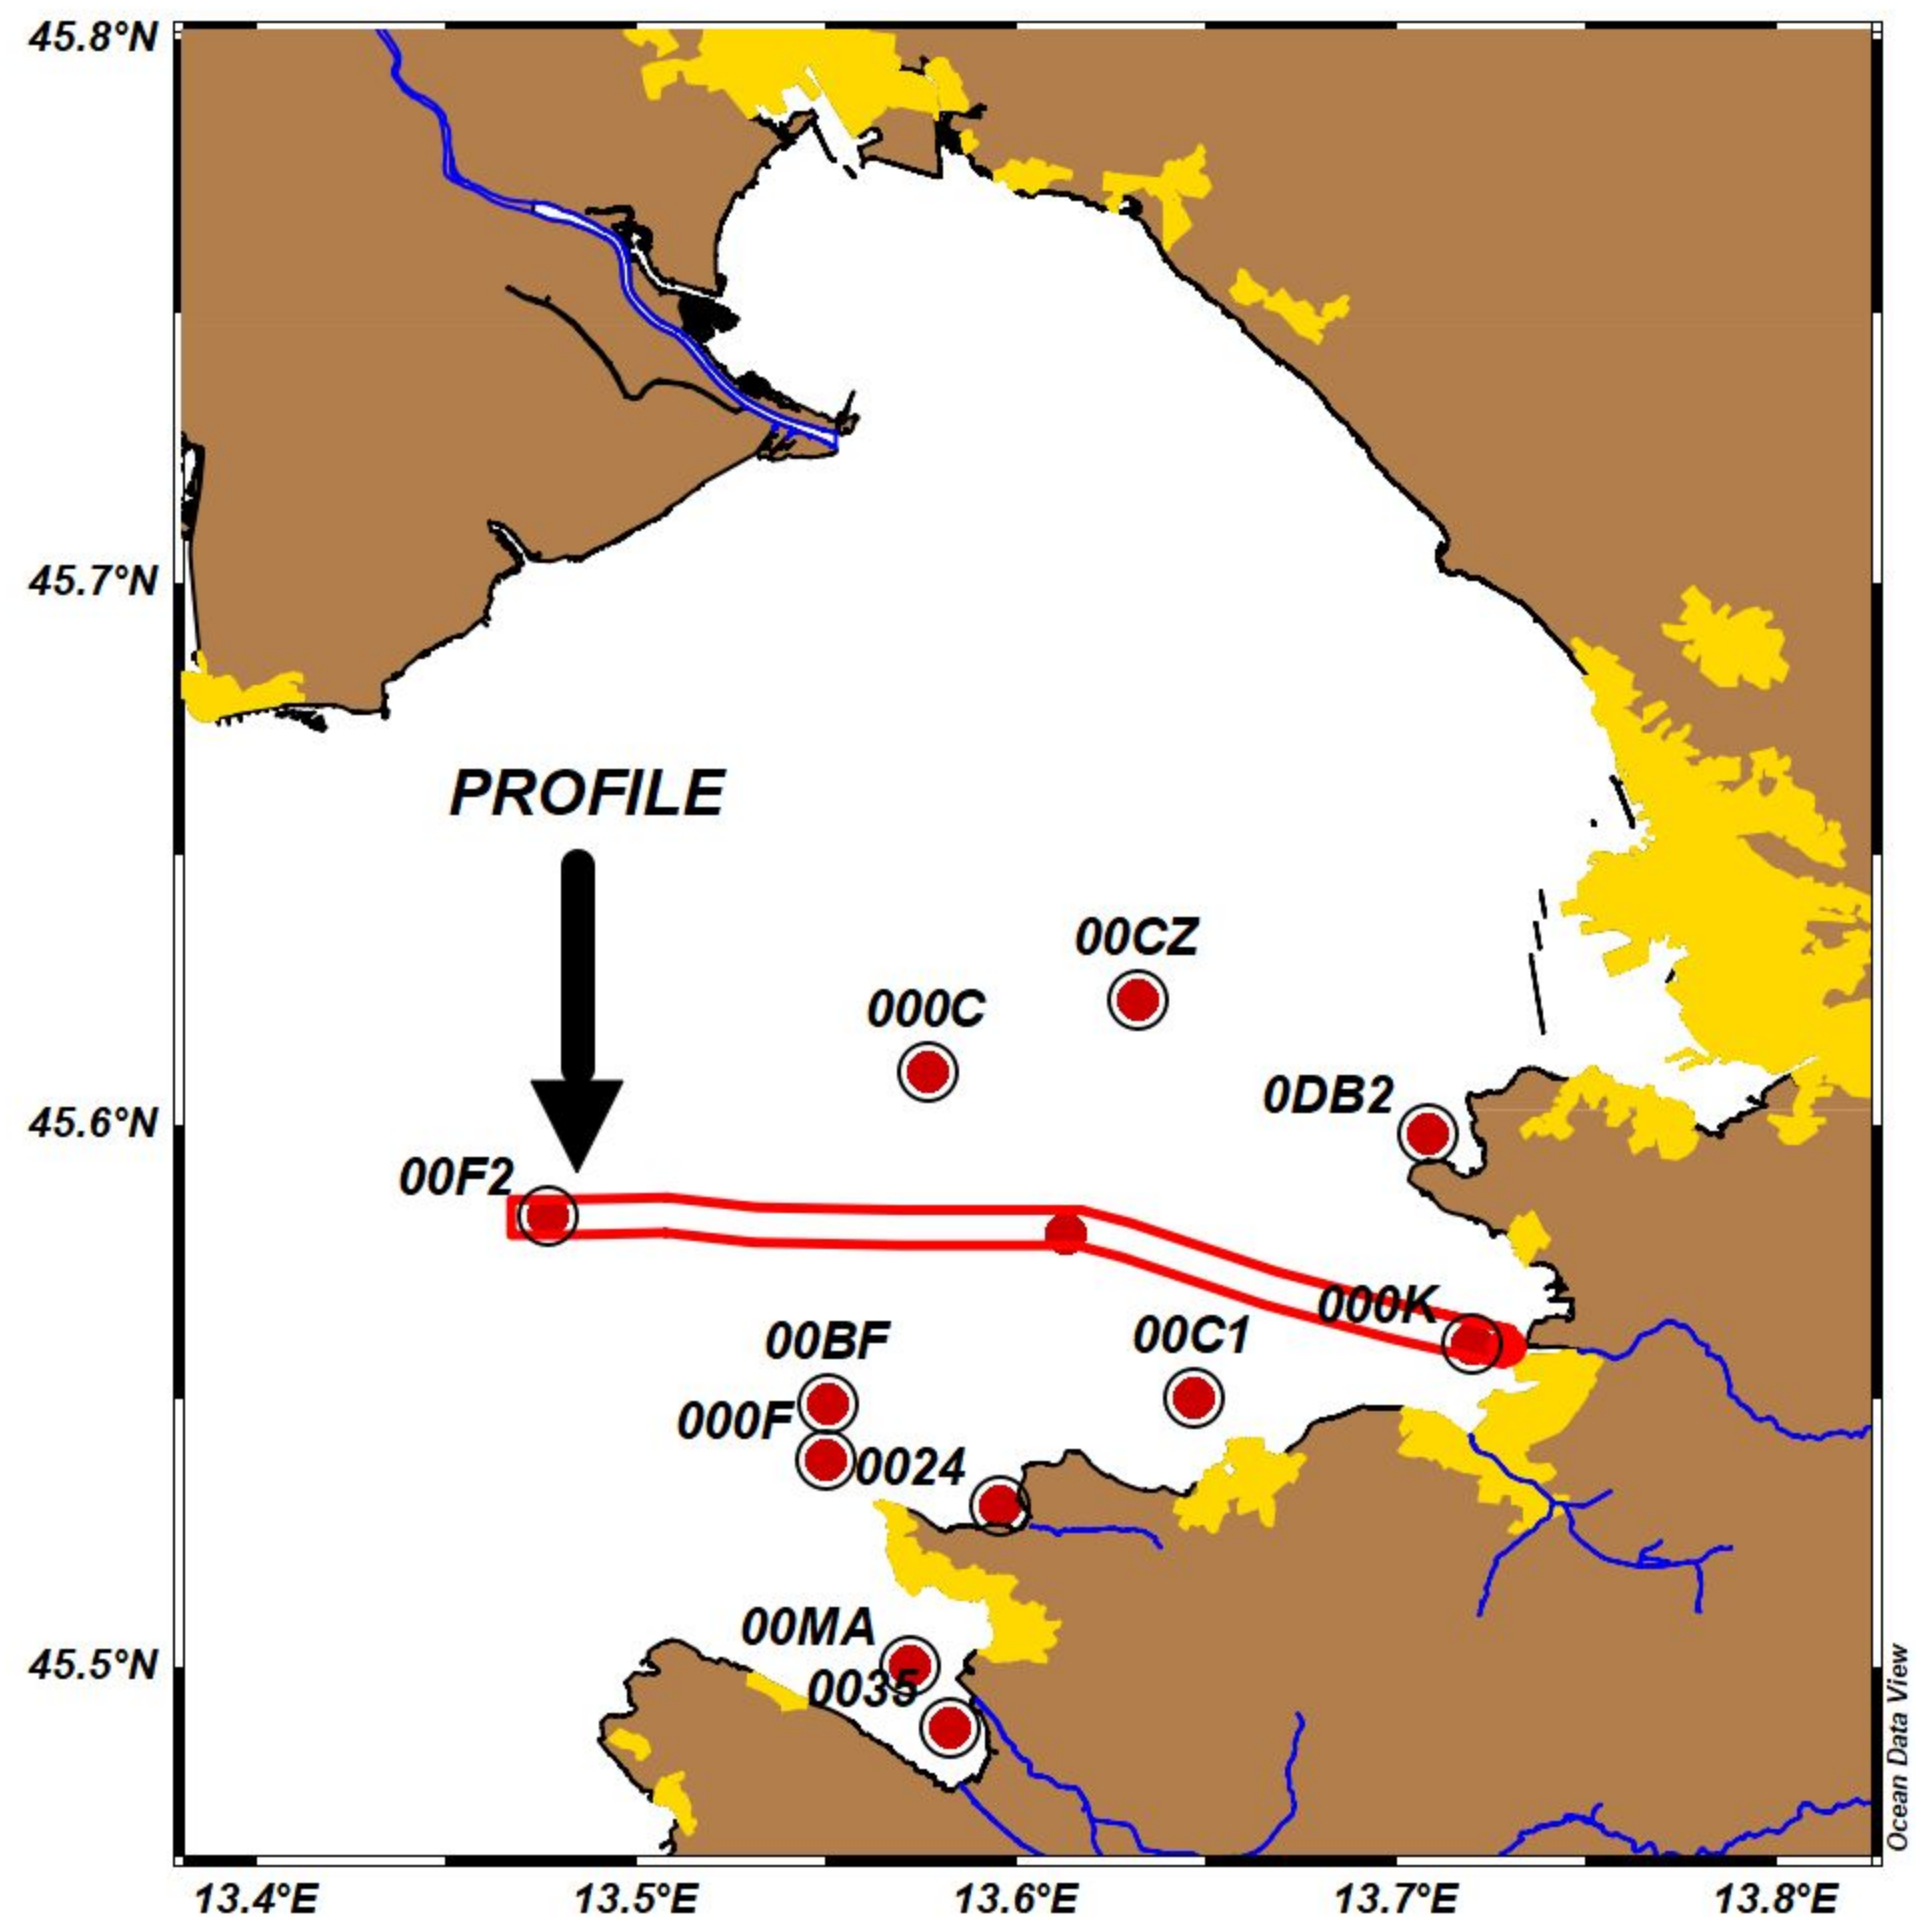 45.8°N
45.7°N
PROFILE
00CZ
000C
0DB2
45.6°N
00F2
000K
00BF
00C1
000F
0024
00MA
45.5°N
0035
Ocean Data View
13.4°E
13.5°E
13.6°E
13.7°E
13.8°E